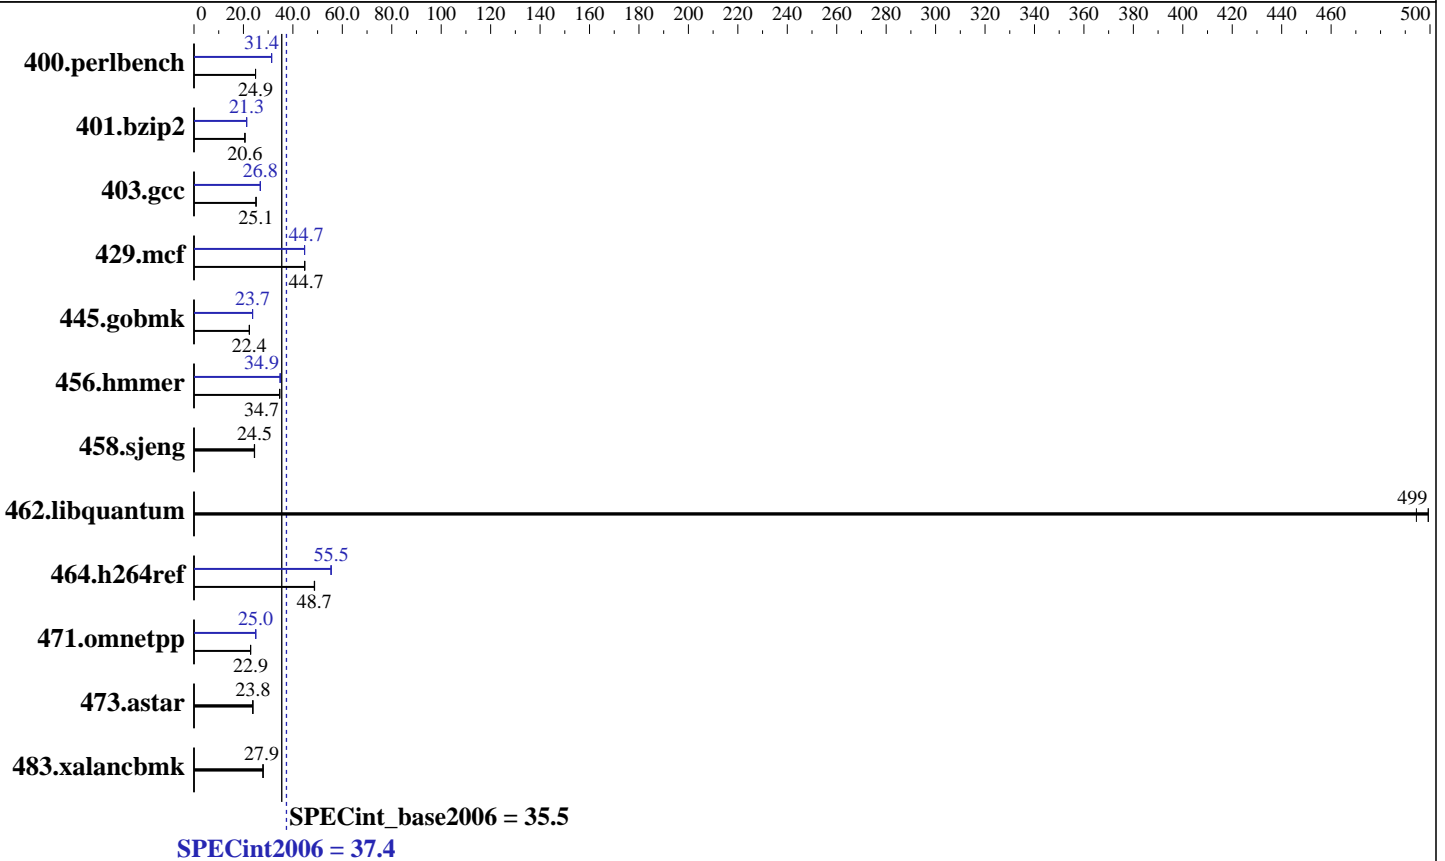 0 20.0 40.0 60.0 80.0 100 120 140 160 180 200 220 240 260 280 300 320 340 360 380 400 420 440 460 500
400.perlbench
31.4
24.9
401.bzip2
21.3
20.6
403.gcc
26.8
25.1
429.mcf
44.7
44.7
445.gobmk
23.7
22.4
456.hmmer
34.9
34.7
458.sjeng
24.5
462.libquantum
499
464.h264ref
55.5
48.7
471.omnetpp
25.0
22.9
473.astar
23.8
483.xalancbmk
27.9
SPECint_base2006 = 35.5
SPECint2006 = 37.4